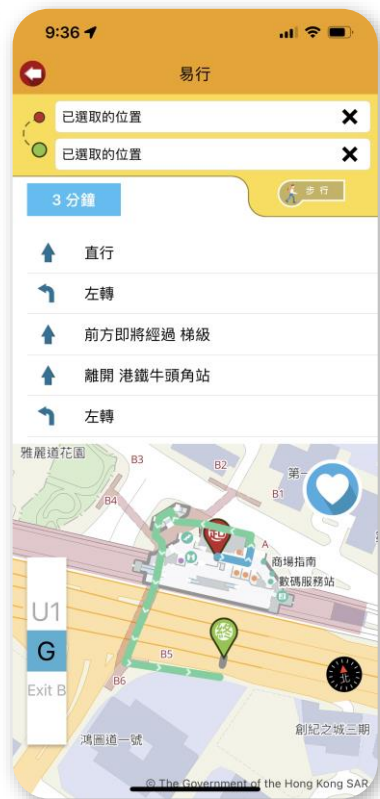 9:36
易行
已選取的位置
已選取的位置
3 分鐘
步行
直行
左轉
前方即將經過 梯級
離開 港鐵牛頭角站
左轉
雅麗道花園
B3
B2
第一
B4
B1
A
商場指南
數碼服務站
U1
G
Exit B
B5
B6
北
鴻圖道一號
創紀之城三期
© The Government of the Hong Kong SAR